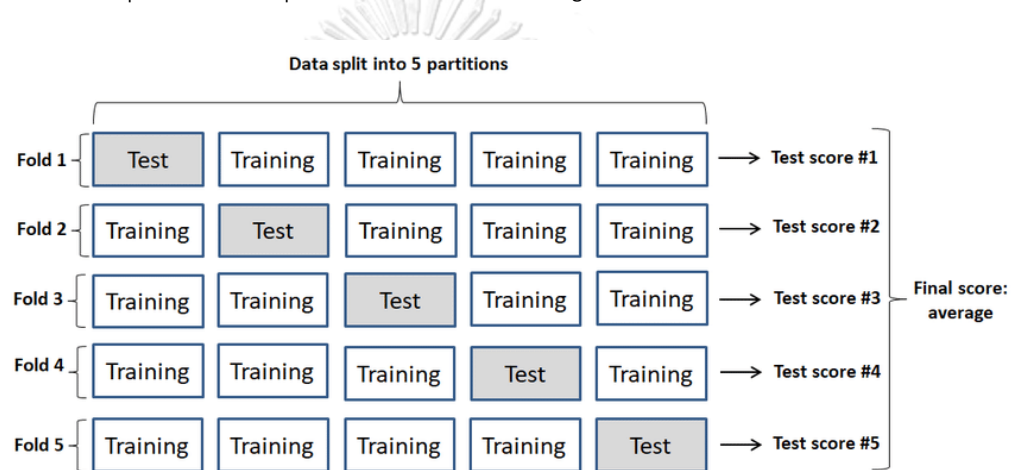 Data split into 5 partitions
Fold 1 Test Training Training Training Training Test score #1
Fold 2 Training Test Training Training Training Test score #2
Fold 3 Training Training Test Training Training Test score #3
Final score:
average
Fold 4 Training Training Training Test Training Test score #4
Fold 5 Training Training Training Training Test Test score #5